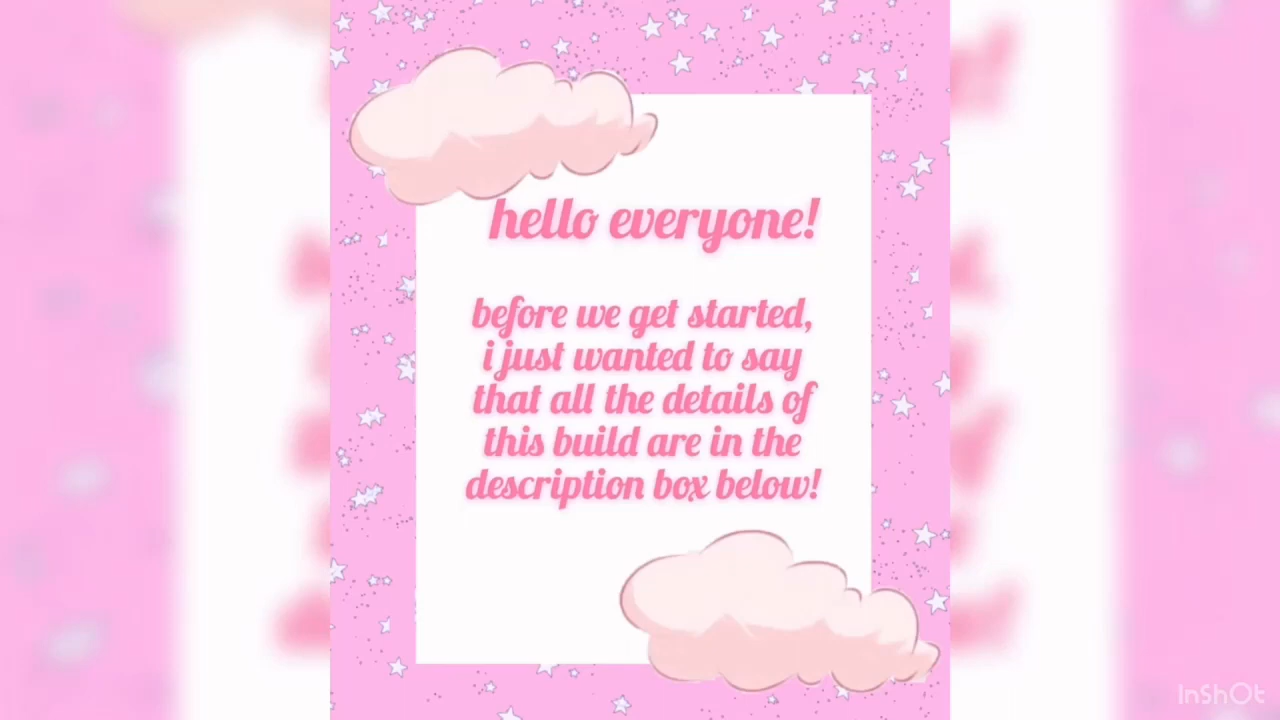 hello everyone!
before we get started,
i just wanted to say
that all the details of
this build are in the
description box below!
InShOt